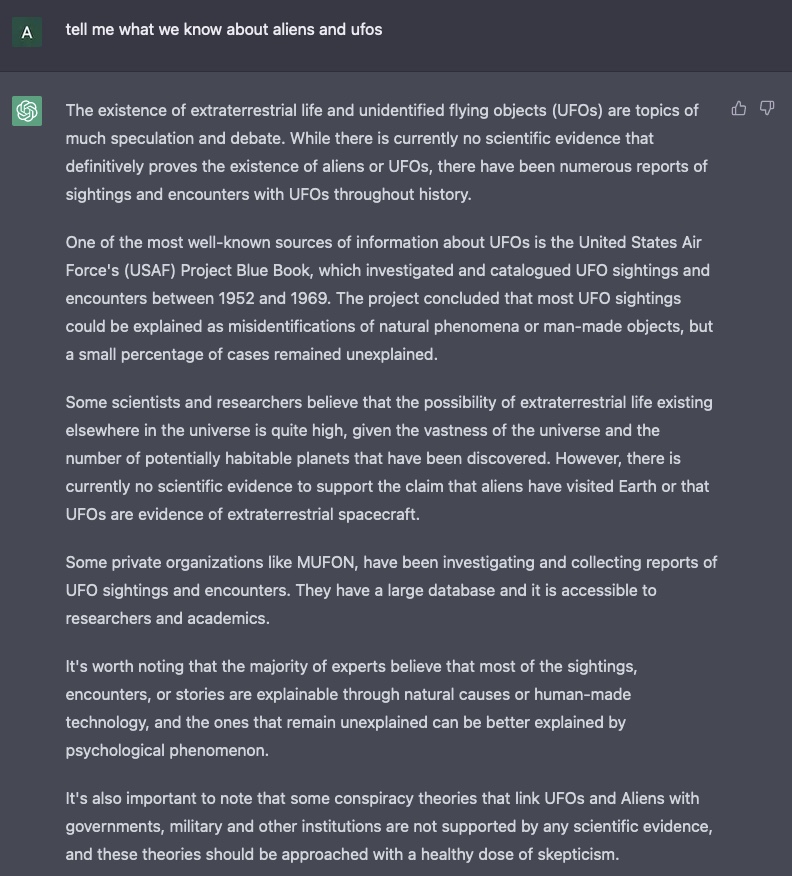 A
tell me what we know about aliens and ufos
The existence of extraterrestrial life and unidentified flying objects (UFOs) are topics of
much speculation and debate. While there is currently no scientific evidence that
definitively proves the existence of aliens or UFOs, there have been numerous reports of
sightings and encounters with UFOs throughout history.
One of the most well-known sources of information about UFOs is the United States Air
Force's (USAF) Project Blue Book, which investigated and catalogued UFO sightings and
encounters between 1952 and 1969. The project concluded that most UFO sightings
could be explained as misidentifications of natural phenomena or man-made objects, but
a small percentage of cases remained unexplained.
Some scientists and researchers believe that the possibility of extraterrestrial life existing
elsewhere in the universe is quite high, given the vastness of the universe and the
number of potentially habitable planets that have been discovered. However, there is
currently no scientific evidence to support the claim that aliens have visited Earth or that
UFOs are evidence of extraterrestrial spacecraft.
Some private organizations like MUFON, have been investigating and collecting reports of
UFO sightings and encounters. They have a large database and it is accessible to
researchers and academics.
It's worth noting that the majority of experts believe that most of the sightings,
encounters, or stories are explainable through natural causes or human-made
technology, and the ones that remain unexplained can be better explained by
psychological phenomenon.
It's also important to note that some conspiracy theories that link UFOs and Aliens with
governments, military and other institutions are not supported by any scientific evidence,
and these theories should be approached with a healthy dose of skepticism.